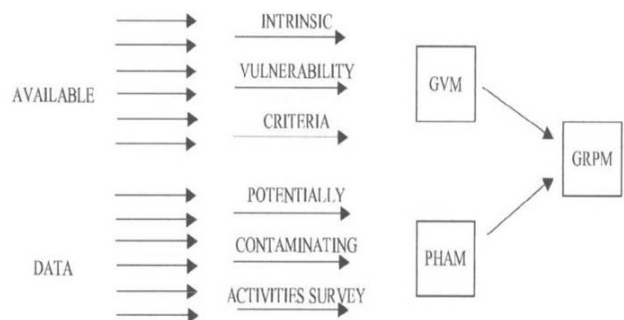 INTRINSIC
VULNERABILITY
CRITERIA
AVAILABLE
GVM
GRPM
POTENTIALLY
CONTAMINATING
ACTIVITIES SURVEY
DATA
PHAM